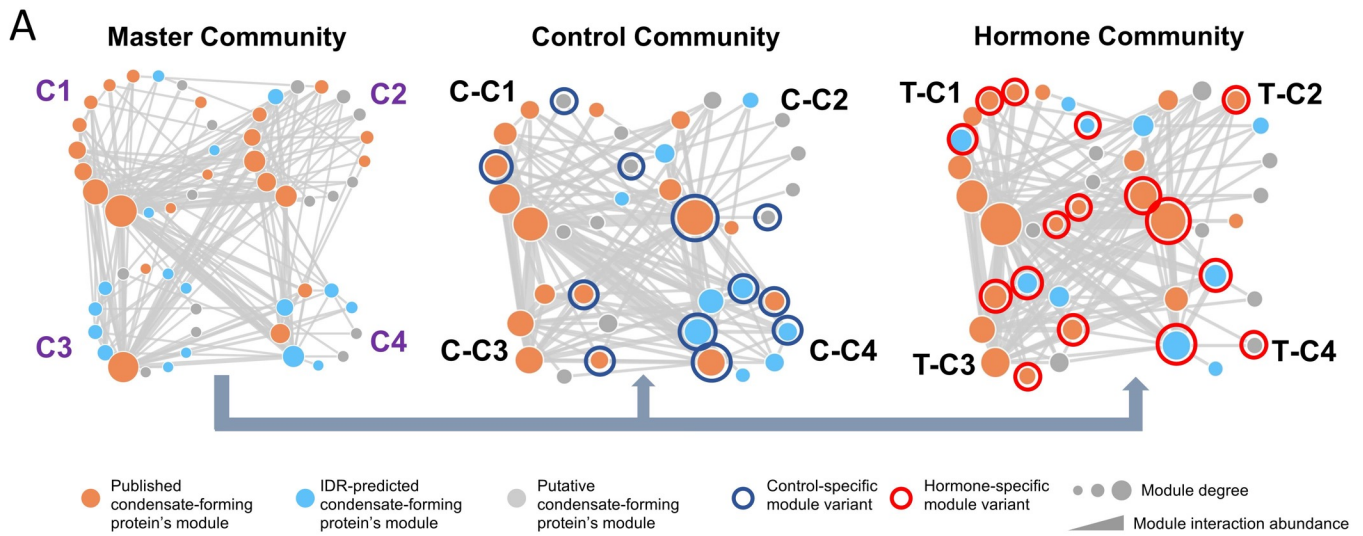 A
Master Community
Control Community
Hormone Community
C1
C2
C-C1
C-C2
T-C1
T-C2
C3
C4
C-C3
C-C4
T-C3
T-C4
Published
condensate-forming
protein's module
IDR-predicted
condensate-forming
protein's module
Putative
condensate-forming
protein's module
Control-specific
module variant
Hormone-specific
module variant
Module degree
Module interaction abundance